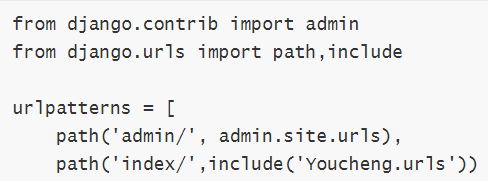 from django.contrib import admin
from django.urls import path,include

urlpatterns = [
    path('admin/', admin.site.urls),
    path('index/',include('Youcheng.urls'))